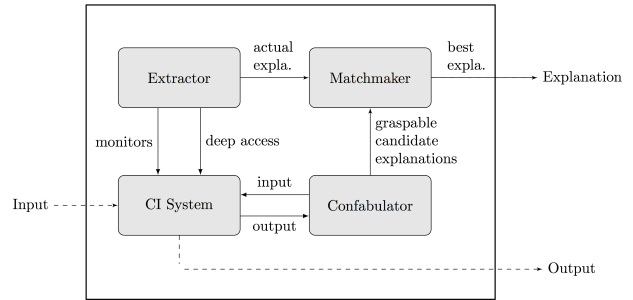 actual
expla.
best
expla.
Extractor
Matchmaker
Explanation
monitors
deep access
graspable
candidate
explanations
Input
CI System
input
output
Confabulator
Output